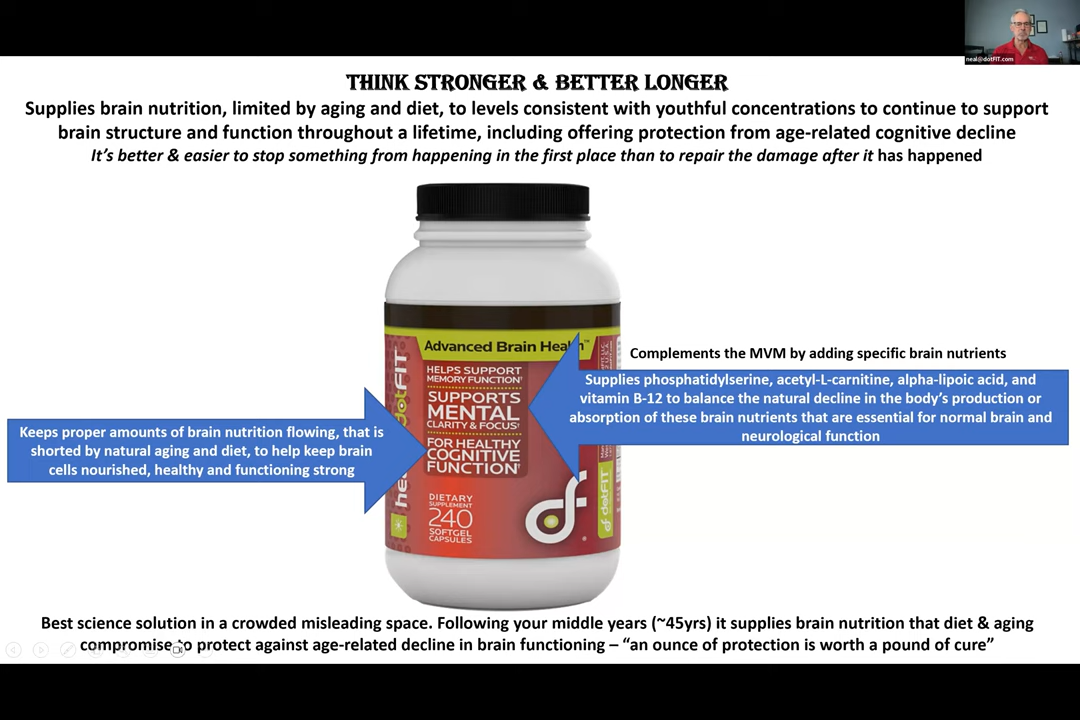 neal@dotFIT.com
THINK STRONGER & BETTER LONGER
Supplies brain nutrition, limited by aging and diet, to levels consistent with youthful concentrations to continue to support
brain structure and function throughout a lifetime, including offering protection from age-related cognitive decline
It's better & easier to stop something from happening in the first place than to repair the damage after it has happened
Advanced Brain Health™
HELPS SUPPORT
MEMORY FUNCTION†
SUPPORTS
MENTAL
CLARITY & FOCUS†
FOR HEALTHY
COGNITIVE
FUNCTION†
DIETARY
SUPPLEMENT
240
SOFTGEL
CAPSULES
dotFIT
df
dotFIT
Complements the MVM by adding specific brain nutrients
Supplies phosphatidylserine, acetyl-L-carnitine, alpha-lipoic acid, and
vitamin B-12 to balance the natural decline in the body's production or
absorption of these brain nutrients that are essential for normal brain and
neurological function
Keeps proper amounts of brain nutrition flowing, that is
shorted by natural aging and diet, to help keep brain
cells nourished, healthy and functioning strong
Best science solution in a crowded misleading space. Following your middle years (~45yrs) it supplies brain nutrition that diet & aging
compromise to protect against age-related decline in brain functioning – “an ounce of protection is worth a pound of cure”